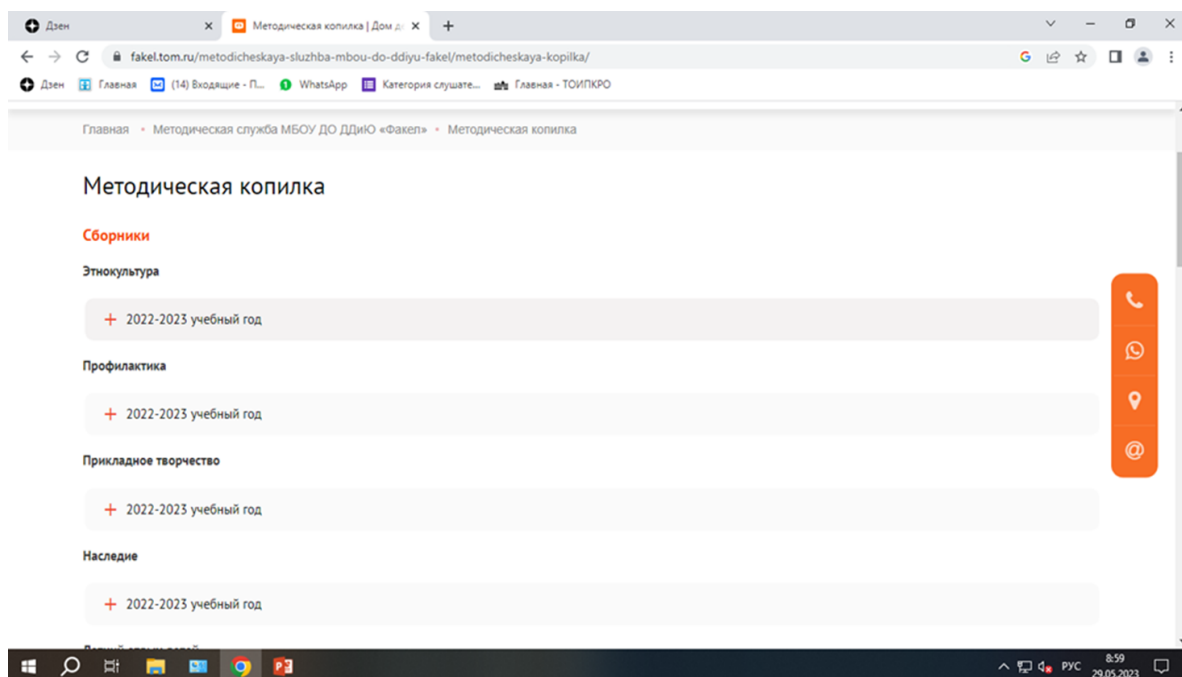 Дзен
Методическая копилка | Дом д
fakel.tom.ru/metodicheskaya-sluzhba-mbou-do-ddiyu-fakel/metodicheskaya-kopilka/
Дзен Главная (14) Входящие - П... WhatsApp Категория слушате... Главная - ТОИПКРО
Главная • Методическая служба МБОУ ДО ДДиЮ «Факел» • Методическая копилка
Методическая копилка
Сборники
Этнокультура
+ 2022-2023 учебный год
Профилактика
+ 2022-2023 учебный год
Прикладное творчество
+ 2022-2023 учебный год
Наследие
+ 2022-2023 учебный год
РУС
8:59
29.05.2023